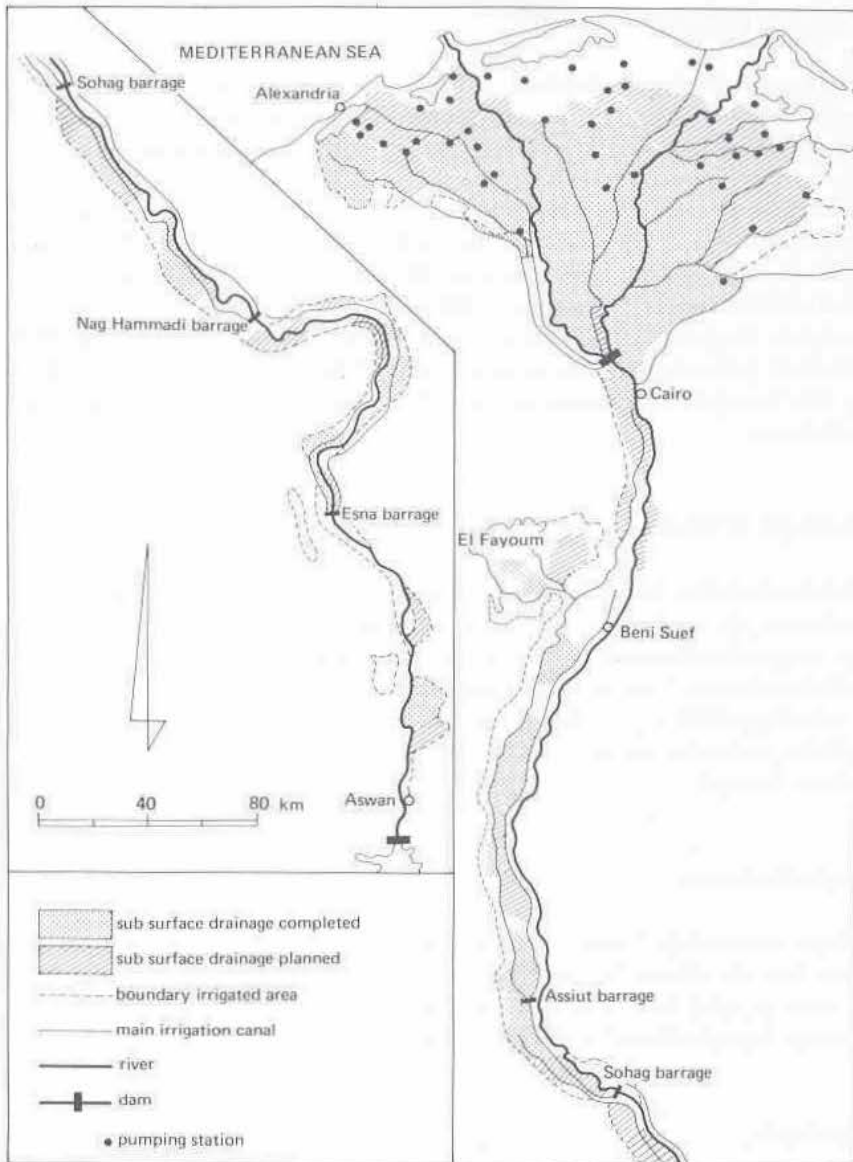 MEDITERRANEAN SEA
Sohag barrage
Alexandria
Nag Hammadi barrage
Cairo
Esna barrage
El Fayoum
Beni Suef
0 40 80 km
Aswan
sub surface drainage completed
sub surface drainage planned
boundary irrigated area
main irrigation canal
river
dam
pumping station
Assiut barrage
Sohag barrage